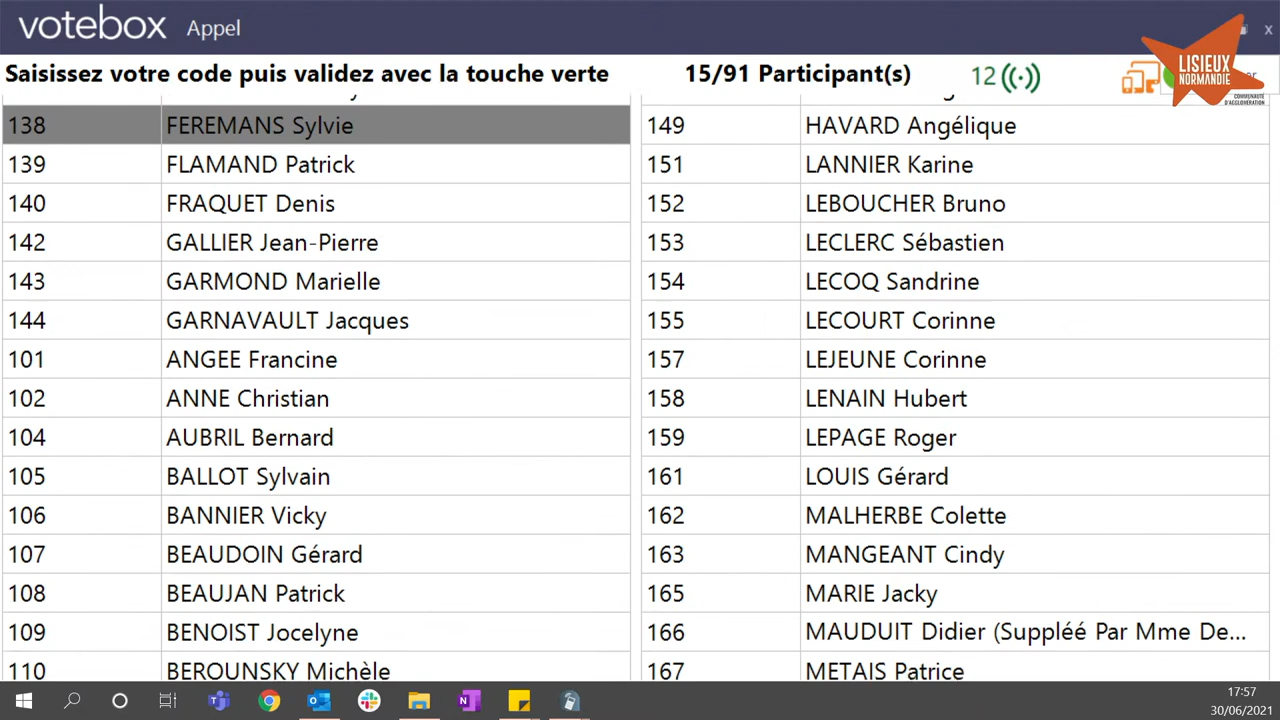 votebox Appel x
Saisissez votre code puis validez avec la touche verte 15/91 Participant(s) 12
LISIEUX
NORMANDIE
COMMUNAUTÉ
D'AGGLOMÉRATION
138 FEREMANS Sylvie
139 FLAMAND Patrick
140 FRAQUET Denis
142 GALLIER Jean-Pierre
143 GARMOND Marielle
144 GARNAVAULT Jacques
101 ANGEE Francine
102 ANNE Christian
104 AUBRIL Bernard
105 BALLOT Sylvain
106 BANNIER Vicky
107 BEAUDOIN Gérard
108 BEAUJAN Patrick
109 BENOIST Jocelyne
110 BEROUNSKY Michèle
149 HAVARD Angélique
151 LANNIER Karine
152 LEBOUCHER Bruno
153 LECLERC Sébastien
154 LECOQ Sandrine
155 LECOURT Corinne
157 LEJEUNE Corinne
158 LENAIN Hubert
159 LEPAGE Roger
161 LOUIS Gérard
162 MALHERBE Colette
163 MANGEANT Cindy
165 MARIE Jacky
166 MAUDUIT Didier (Suppléé Par Mme De...
167 METAIS Patrice
17:57
30/06/2021